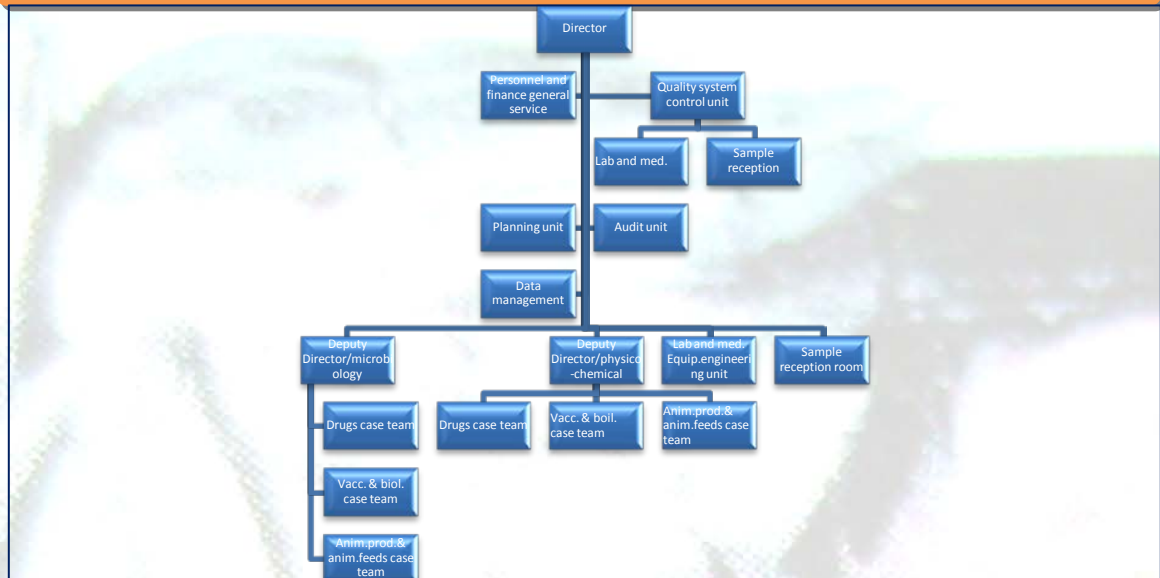 Director
Personnel and
finance general
service
Quality system
control unit
Lab and med.
Sample
reception
Planning unit
Audit unit
Data
management
Deputy
Director/microb
ology
Deputy
Director/physico
-chemical
Lab and med.
Equip.engineeri
ng unit
Sample
reception room
Drugs case team
Drugs case team
Vacc. & boil.
case team
Anim.prod.&
anim.feeds case
team
Vacc. & biol.
case team
Anim.prod.&
anim.feeds case
team